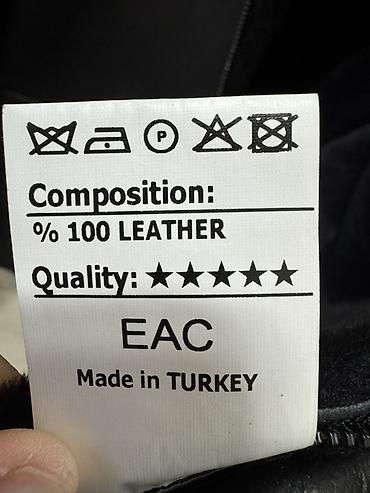 P
Composition:
% 100 LEATHER
Quality: ★★★★★
EAC
Made in TURKEY